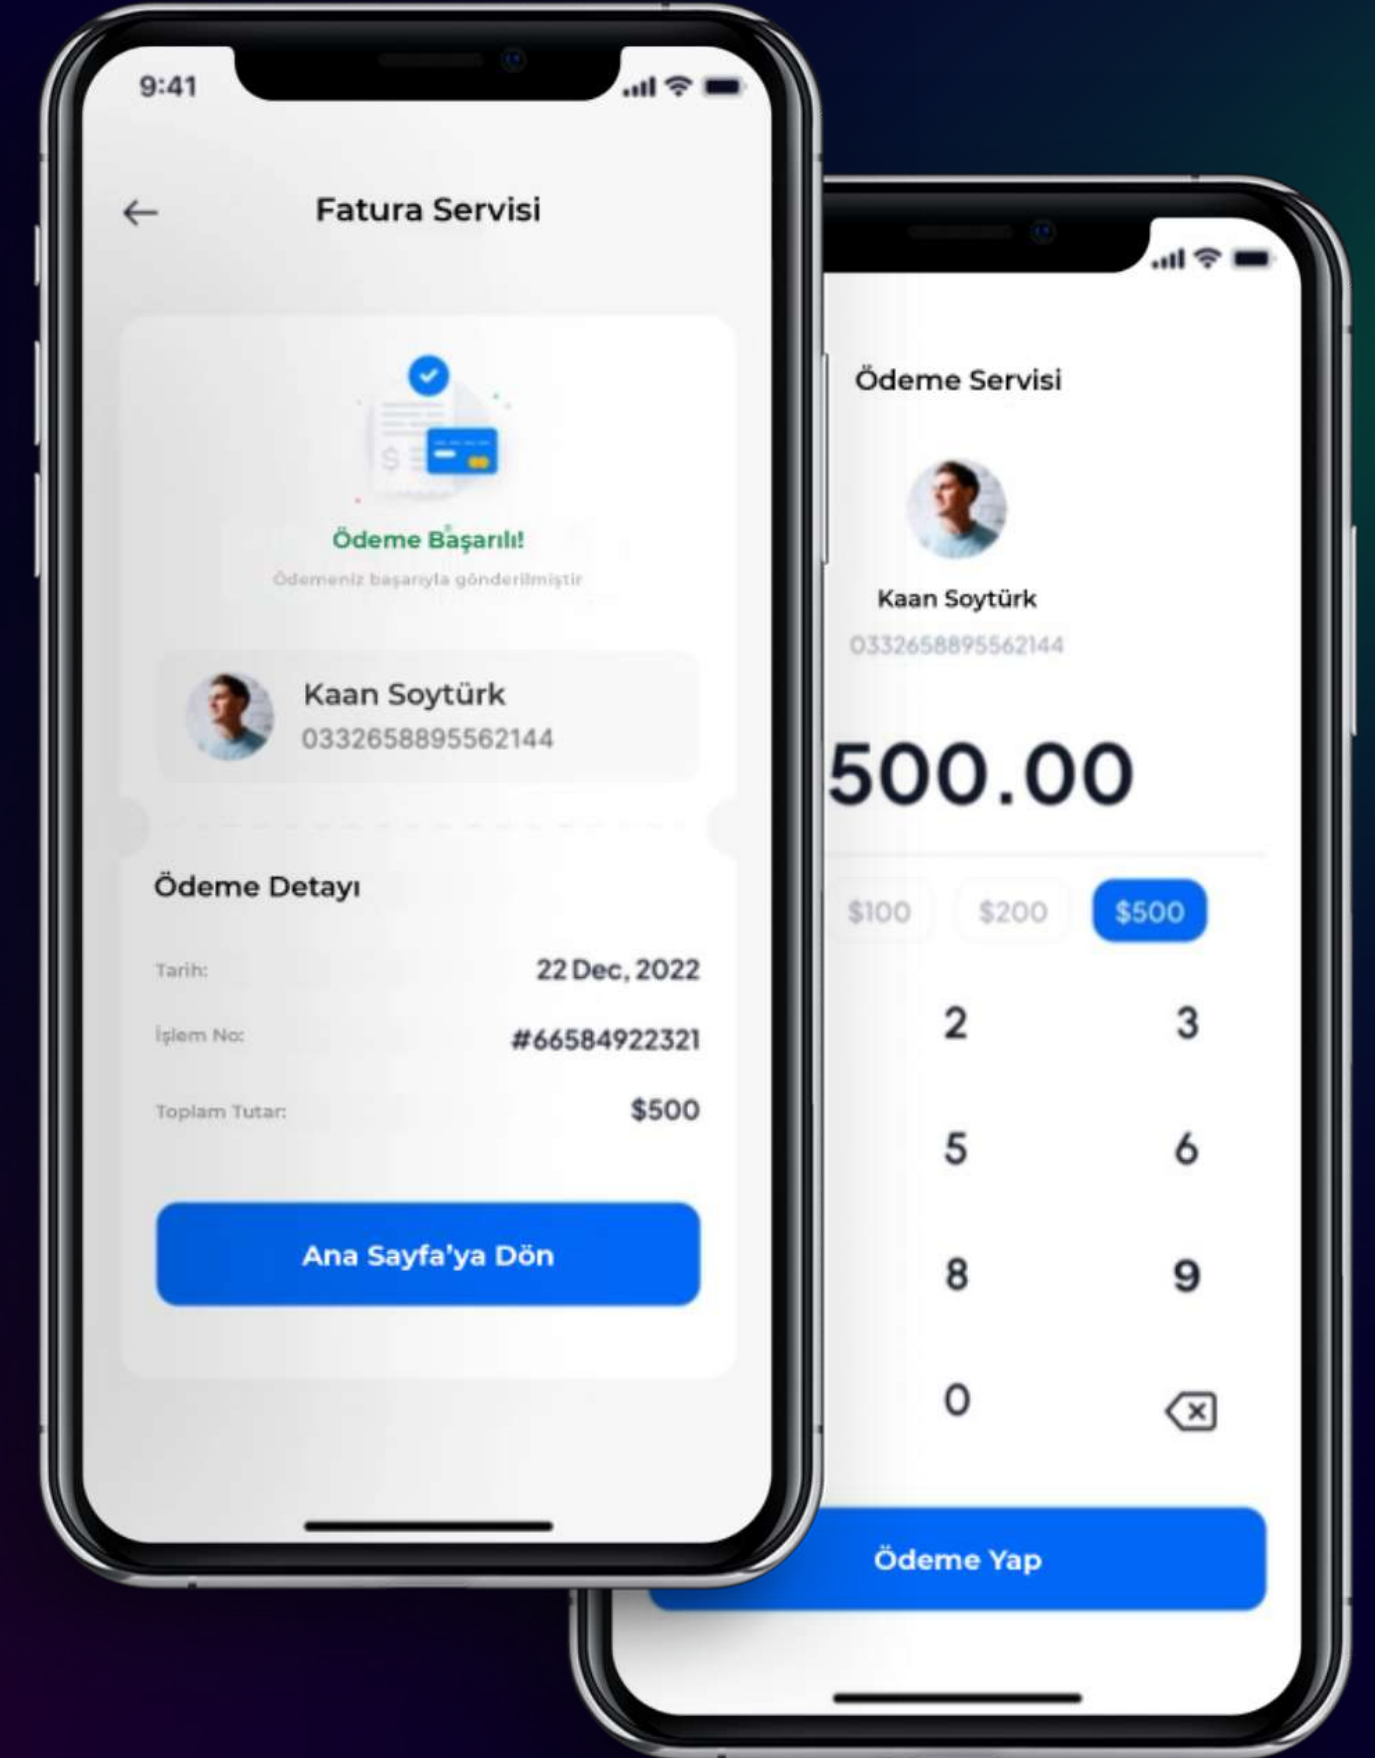 9:41
Fatura Servisi
$
Ödeme Başarılı!
Ödemeniz başarıyla gönderilmiştir
Kaan Soytürk
0332658895562144
Ödeme Detayı
Tarih: 22 Dec, 2022
İşlem No: #66584922321
Toplam Tutar: $500
Ana Sayfa'ya Dön
Ödeme Servisi
Kaan Soytürk
0332658895562144
500.00
$100 $200 $500
2 3
5 6
8 9
0
Ödeme Yap